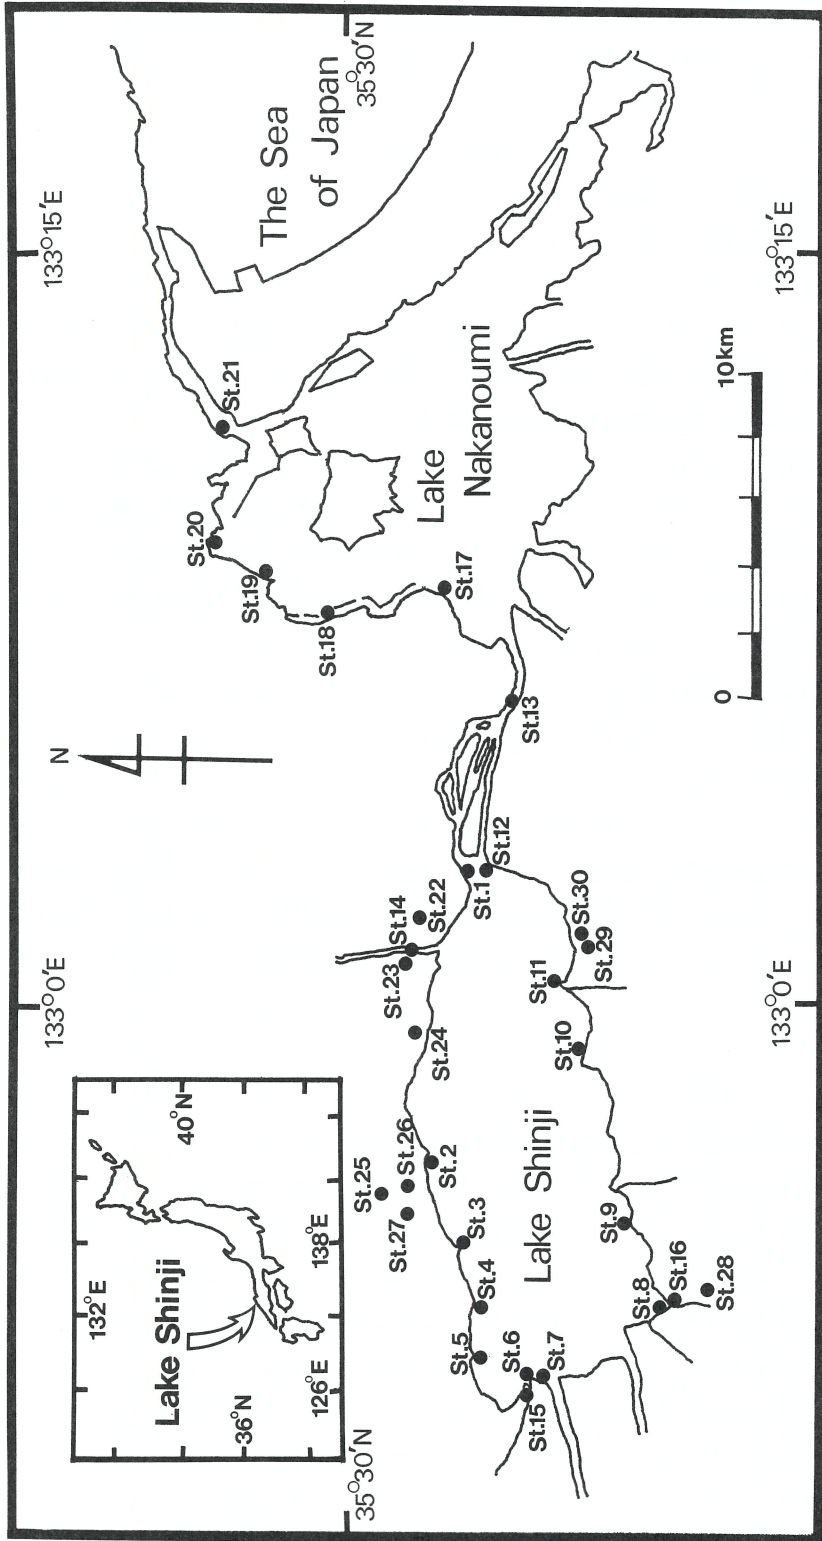 133°0′E
133°15′E
N
132°E
138°E
126°E
40°N
36°N
Lake Shinji
35°30′N
35°30′N
The Sea
of Japan
Lake
Nakanoumi
Lake Shinji
St.1
St.2
St.3
St.4
St.5
St.6
St.7
St.8
St.9
St.10
St.11
St.12
St.13
St.14
St.15
St.16
St.17
St.18
St.19
St.20
St.21
St.22
St.23
St.24
St.25
St.26
St.27
St.28
St.29
St.30
0
10km
133°0′E
133°15′E